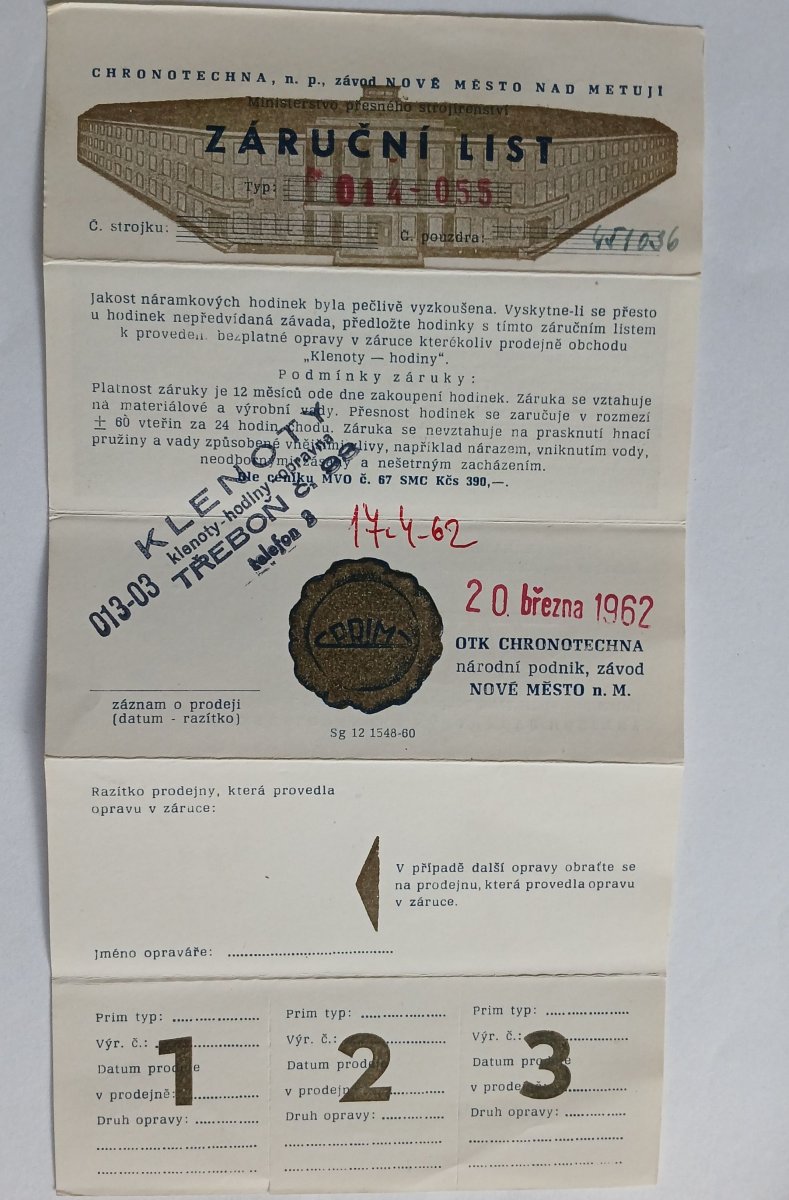 CHRONOTECHNA, n. p., závod NOVÉ MĚSTO NAD METUJÍ
Ministerstvo přesného strojírenství
ZÁRUČNÍ LIST
Typ: 014-055
Č. strojku:
Č. pouzdra: 451036
Jakost náramkových hodinek byla pečlivě vyzkoušena. Vyskytne-li se přesto
u hodinek nepředvídaná závada, předložte hodinky s tímto záručním listem
k proveden. bezplatné opravy v záruce kterékoliv prodejně obchodu
„Klenoty — hodiny“.
Podmínky záruky:
Platnost záruky je 12 měsíců ode dne zakoupení hodinek. Záruka se vztahuje
na materiálové a výrobní vady. Přesnost hodinek se zaručuje v rozmezí
± 60 vteřin za 24 hodin chodu. Záruka se nevztahuje na prasknutí hnací
pružiny a vady způsobené vnějšími vlivy, například nárazem, vniknutím vody,
neodbornými zásahy a nešetrným zacházením.
Dle ceníku MVO č. 67 SMC Kčs 390,—.
KLENOTY
klenoty-hodiny-opravna
TŘEBOŇ č. 98
telefon 8
013-03
17.4-62
PRIM
20. března 1962
OTK CHRONOTECHNA
národní podnik, závod
NOVÉ MĚSTO n. M.
záznam o prodeji
(datum - razítko)
Sg 12 1548-60
Razítko prodejny, která provedla
opravu v záruce:
V případě další opravy obraťte se
na prodejnu, která provedla opravu
v záruce.
Jméno opraváře:
Prim typ:
Výr. č.:
Datum prodeje
v prodejně:
Druh opravy:
1
Prim typ:
Výr. č.:
Datum prodeje
v prodejně:
Druh opravy:
2
Prim typ:
Výr. č.:
Datum prodeje
v prodejně:
Druh opravy:
3